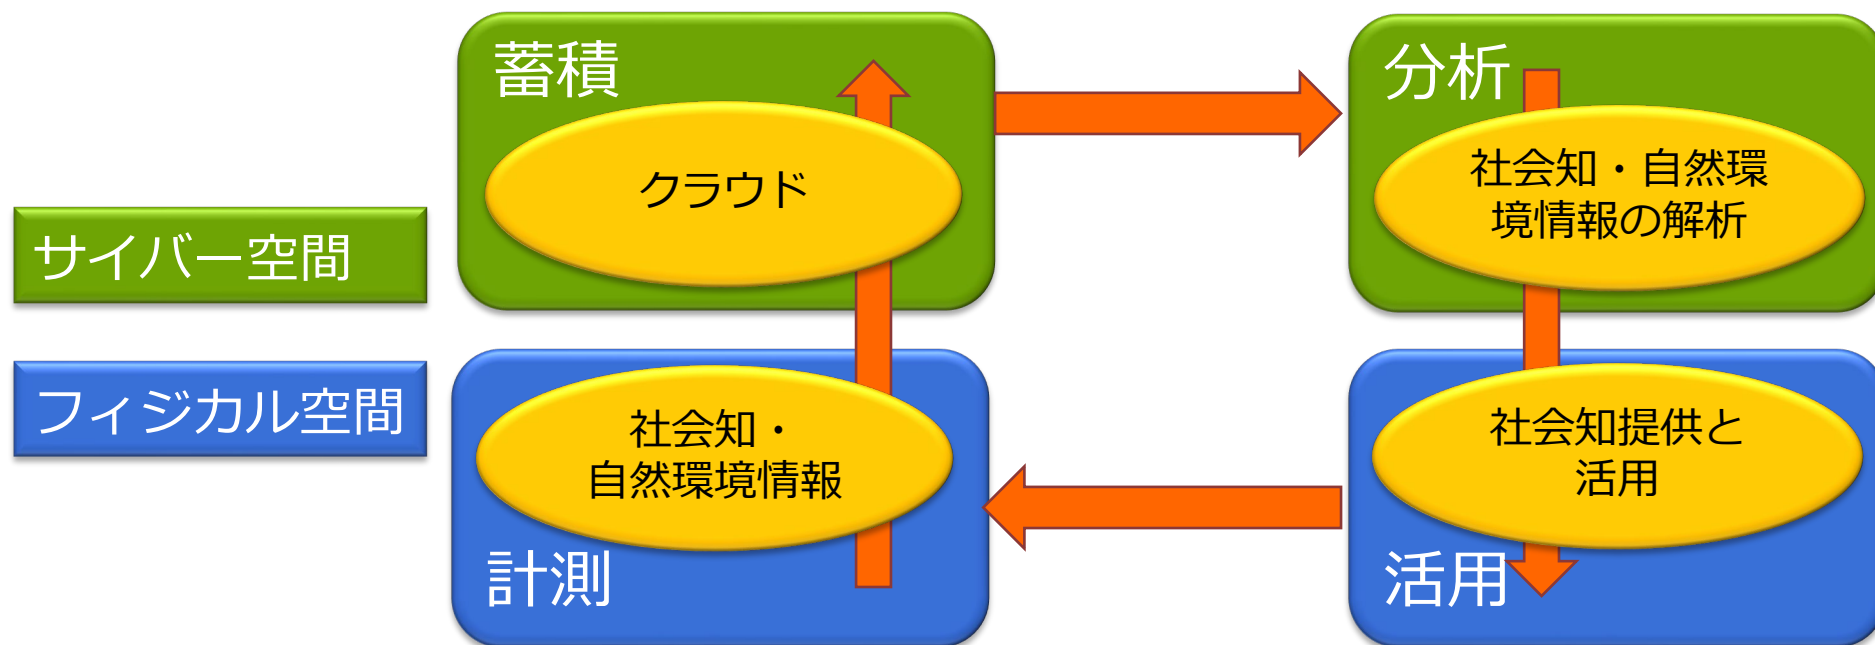 蓄積
クラウド
分析
社会知・自然環
境情報の解析
サイバー空間
フィジカル空間
社会知・
自然環境情報
計測
社会知提供と
活用
活用